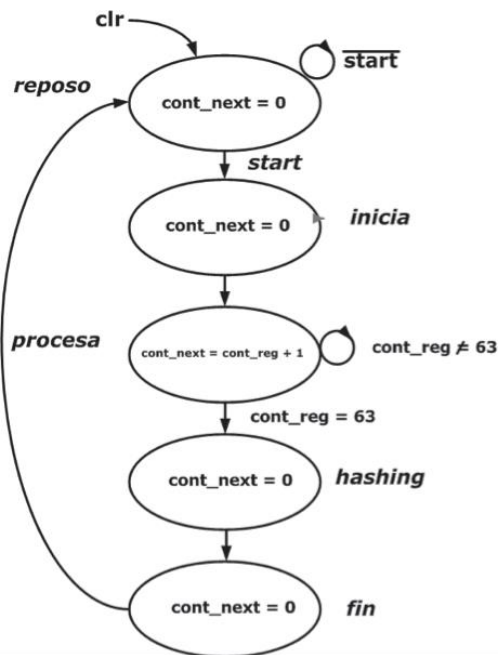 clr
start
reposo
cont_next = 0
start
cont_next = 0
inicia
procesa
cont_next = cont_reg + 1
cont_reg ≠ 63
cont_reg = 63
cont_next = 0
hashing
cont_next = 0
fin